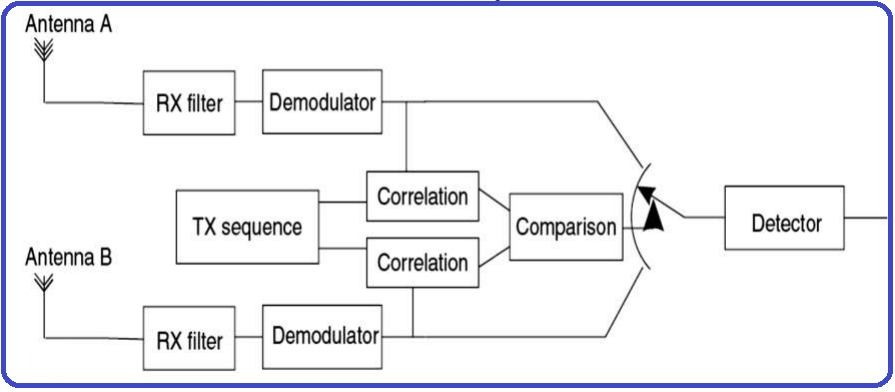 Antenna A
RX filter
Demodulator
Correlation
TX sequence
Comparison
Detector
Correlation
Antenna B
RX filter
Demodulator